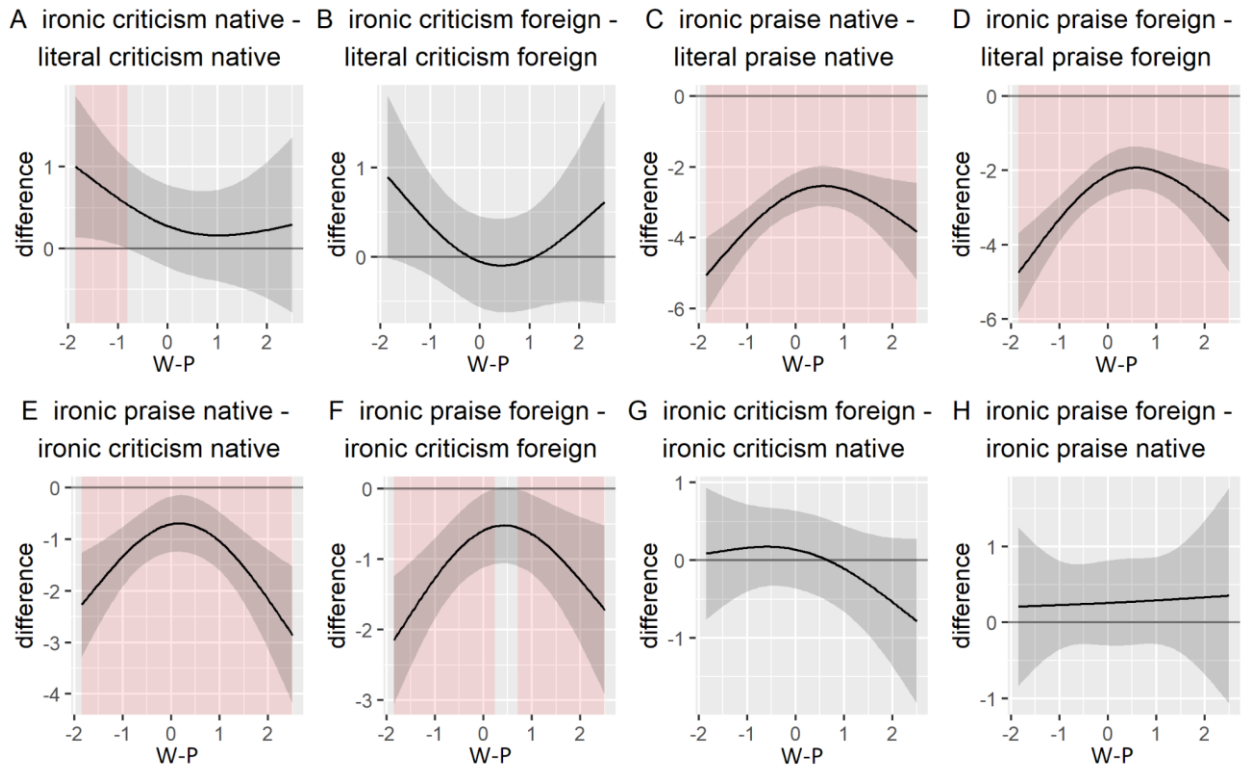 A ironic criticism native -
literal criticism native
B ironic criticism foreign -
literal criticism foreign
C ironic praise native -
literal praise native
D ironic praise foreign -
literal praise foreign
difference
1
0
-2 -1 0 1 2
W-P
difference
1
0
-2 -1 0 1 2
W-P
difference
0
-2
-4
-6
-2 -1 0 1 2
W-P
difference
0
-2
-4
-6
-2 -1 0 1 2
W-P
E ironic praise native -
ironic criticism native
F ironic praise foreign -
ironic criticism foreign
G ironic criticism foreign -
ironic criticism native
H ironic praise foreign -
ironic praise native
difference
0
-1
-2
-3
-4
-2 -1 0 1 2
W-P
difference
0
-1
-2
-3
-2 -1 0 1 2
W-P
difference
1
0
-1
-2 -1 0 1 2
W-P
difference
1
0
-1
-2 -1 0 1 2
W-P